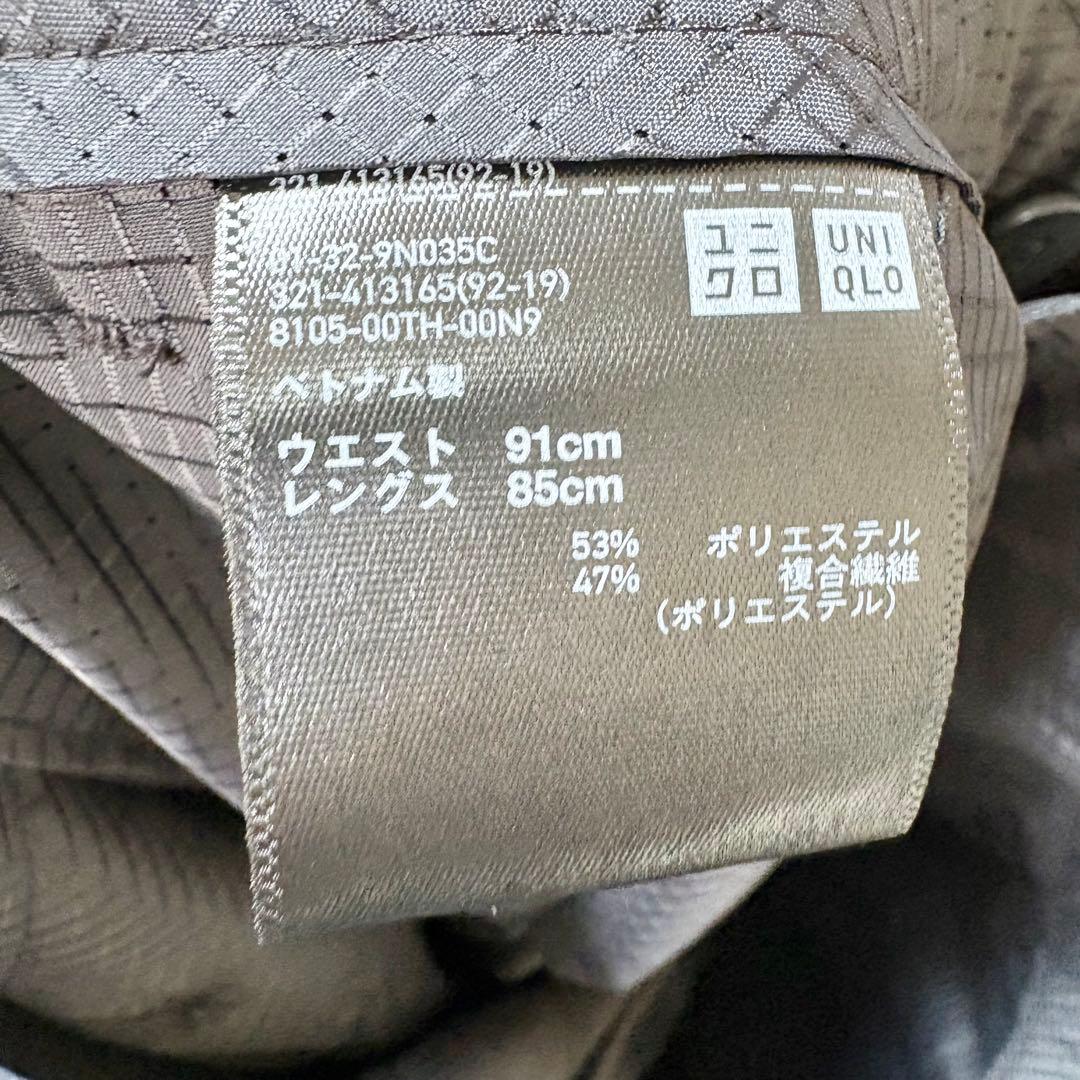 321-413165(92-19)
ユニ
クロ
UNI
QLO
61-32-9N035C
321-413165(92-19)
8105-00TH-00N9
ベトナム製
ウエスト 91cm
レングス 85cm
53% ポリエステル
47% 複合繊維
(ポリエステル)